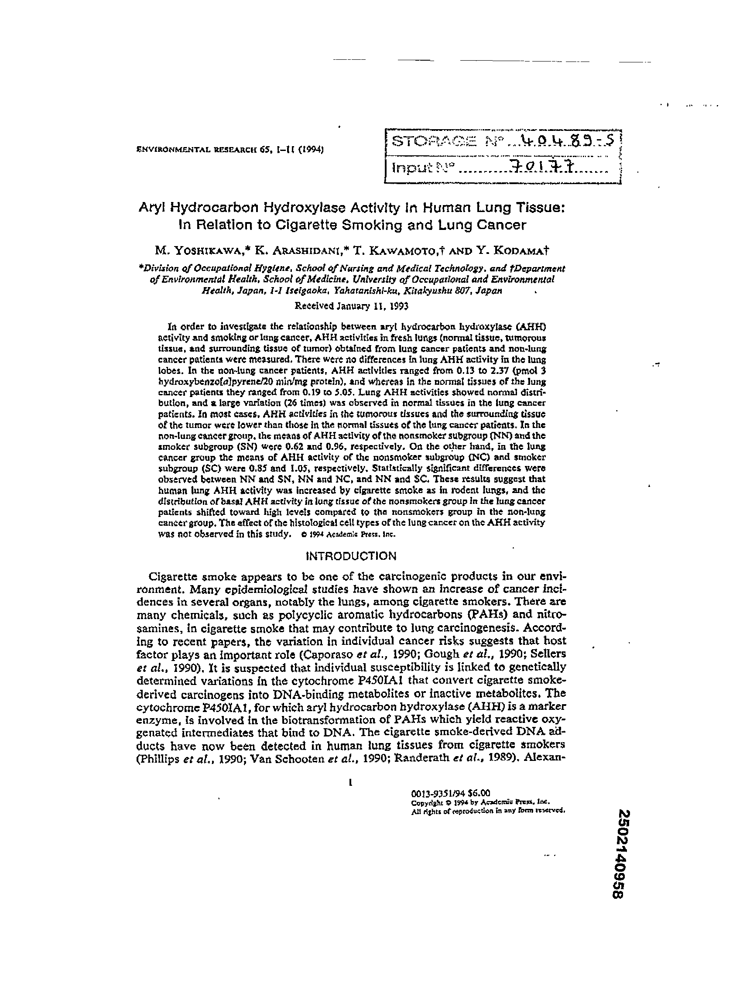 ENVIRONMENTAL RESEARCH 65, 1–11 (1994)
STORAGE N° ..40489-5
Input N° ..........70177.......
Aryl Hydrocarbon Hydroxylase Activity in Human Lung Tissue:
In Relation to Cigarette Smoking and Lung Cancer
M. YOSHIKAWA,* K. ARASHIDANI,* T. KAWAMOTO,† AND Y. KODAMA†
*Division of Occupational Hygiene, School of Nursing and Medical Technology, and †Department
of Environmental Health, School of Medicine, University of Occupational and Environmental
Health, Japan, 1-1 Iseigaoka, Yahatanishi-ku, Kitakyushu 807, Japan
Received January 11, 1993
In order to investigate the relationship between aryl hydrocarbon hydroxylase (AHH)
activity and smoking or lung cancer, AHH activities in fresh lungs (normal tissue, tumorous
tissue, and surrounding tissue of tumor) obtained from lung cancer patients and non-lung
cancer patients were measured. There were no differences in lung AHH activity in the lung
lobes. In the non-lung cancer patients, AHH activities ranged from 0.13 to 2.37 (pmol 3
hydroxybenzo[a]pyrene/20 min/mg protein), and whereas in the normal tissues of the lung
cancer patients they ranged from 0.19 to 5.05. Lung AHH activities showed normal distri-
bution, and a large variation (26 times) was observed in normal tissues in the lung cancer
patients. In most cases, AHH activities in the tumorous tissues and the surrounding tissue
of the tumor were lower than those in the normal tissues of the lung cancer patients. In the
non-lung cancer group, the means of AHH activity of the nonsmoker subgroup (NN) and the
smoker subgroup (SN) were 0.62 and 0.96, respectively. On the other hand, in the lung
cancer group the means of AHH activity of the nonsmoker subgroup (NC) and smoker
subgroup (SC) were 0.85 and 1.05, respectively. Statistically significant differences were
observed between NN and SN, NN and NC, and NN and SC. These results suggest that
human lung AHH activity was increased by cigarette smoke as in rodent lungs, and the
distribution of basal AHH activity in lung tissue of the nonsmokers group in the lung cancer
patients shifted toward high levels compared to the nonsmokers group in the non-lung
cancer group. The effect of the histological cell types of the lung cancer on the AHH activity
was not observed in this study. © 1994 Academic Press, Inc.
INTRODUCTION
Cigarette smoke appears to be one of the carcinogenic products in our envi-
ronment. Many epidemiological studies have shown an increase of cancer inci-
dences in several organs, notably the lungs, among cigarette smokers. There are
many chemicals, such as polycyclic aromatic hydrocarbons (PAHs) and nitro-
samines, in cigarette smoke that may contribute to lung carcinogenesis. Accord-
ing to recent papers, the variation in individual cancer risks suggests that host
factor plays an important role (Caporaso et al., 1990; Gough et al., 1990; Sellers
et al., 1990). It is suspected that individual susceptibility is linked to genetically
determined variations in the cytochrome P450IA1 that convert cigarette smoke-
derived carcinogens into DNA-binding metabolites or inactive metabolites. The
cytochrome P450IA1, for which aryl hydrocarbon hydroxylase (AHH) is a marker
enzyme, is involved in the biotransformation of PAHs which yield reactive oxy-
genated intermediates that bind to DNA. The cigarette smoke-derived DNA ad-
ducts have now been detected in human lung tissues from cigarette smokers
(Phillips et al., 1990; Van Schooten et al., 1990; Randerath et al., 1989). Alexan-
1
0013-9351/94 $6.00
Copyright © 1994 by Academic Press, Inc.
All rights of reproduction in any form reserved.
2502140958